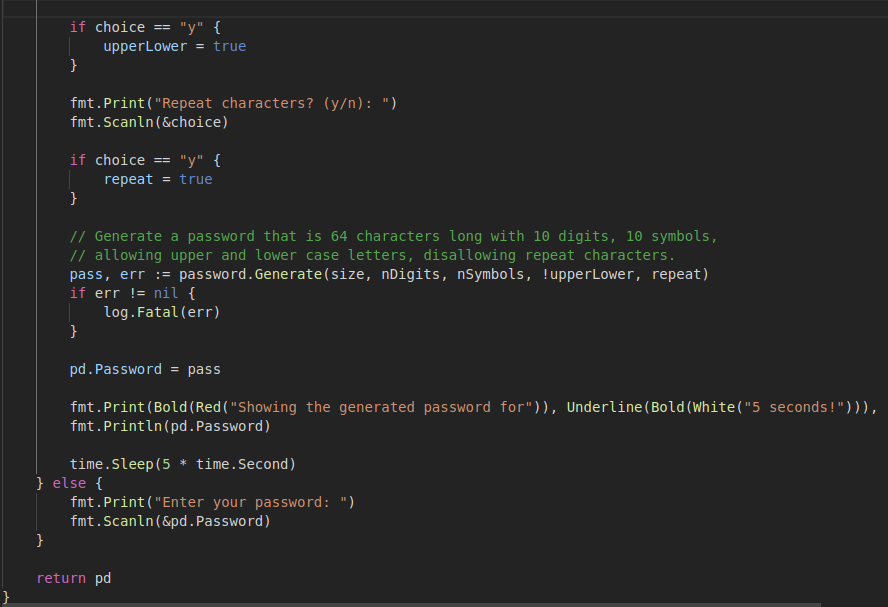 if choice == "y" {
upperLower = true
}
fmt.Print("Repeat characters? (y/n): ")
fmt.Scanln(&choice)
if choice == "y" {
repeat = true
}
// Generate a password that is 64 characters long with 10 digits, 10 symbols,
// allowing upper and lower case letters, disallowing repeat characters.
pass, err := password.Generate(size, nDigits, nSymbols, !upperLower, repeat)
if err != nil {
log.Fatal(err)
}
pd.Password = pass
fmt.Print(Bold(Red("Showing the generated password for")), Underline(Bold(White("5 seconds!"))),
fmt.Println(pd.Password)
time.Sleep(5 * time.Second)
} else {
fmt.Print("Enter your password: ")
fmt.Scanln(&pd.Password)
}
return pd
}